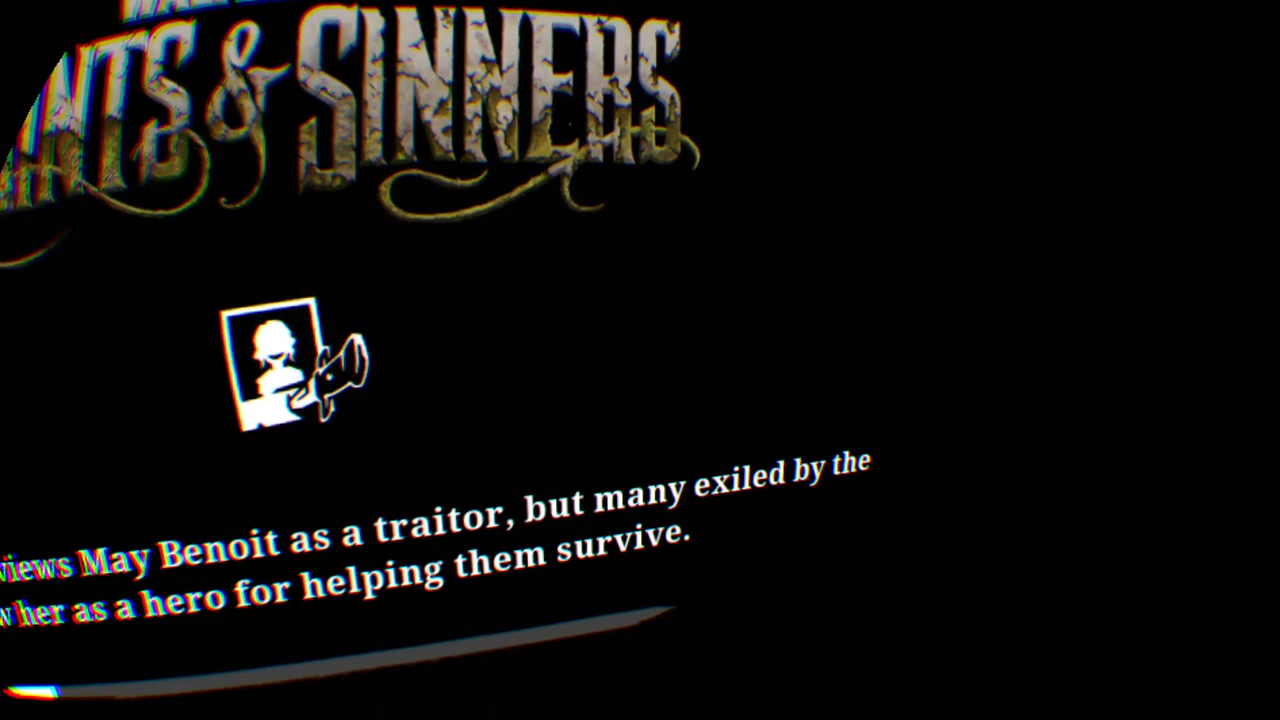 & SINNERS
views May Benoit as a traitor, but many exiled by the
her as a hero for helping them survive.